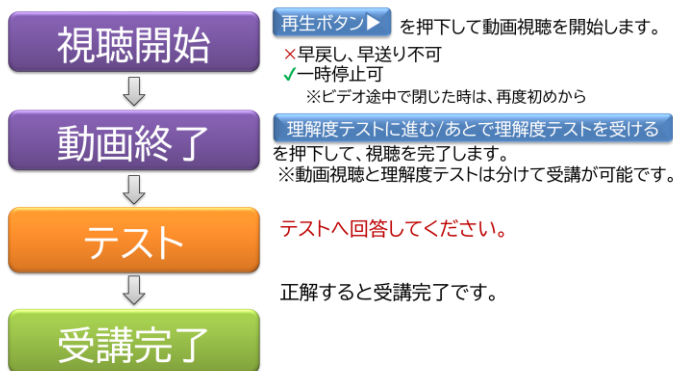 視聴開始
再生ボタン▶ を押下して動画視聴を開始します。
×早戻し、早送り不可
✓一時停止可
※ビデオ途中で閉じた時は、再度初めから
動画終了
理解度テストに進む/あとで理解度テストを受ける
を押下して、視聴を完了します。
※動画視聴と理解度テストは分けて受講が可能です。
テスト
テストへ回答してください。
正解すると受講完了です。
受講完了